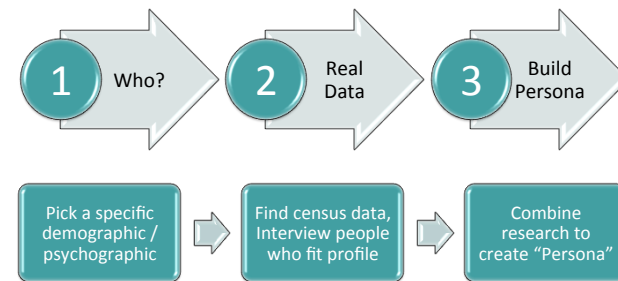 1
Who?
2
Real
Data
3
Build
Persona
Pick a specific
demographic /
psychographic
Find census data,
Interview people
who fit profile
Combine
research to
create “Persona”